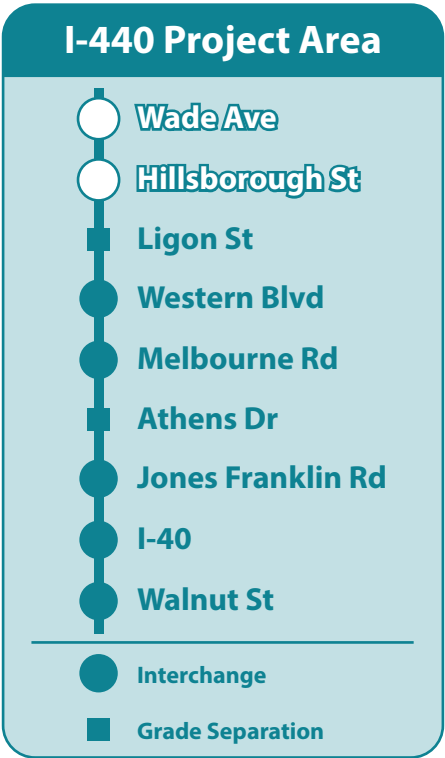 I-440 Project Area
Wade Ave
Hillsborough St
Ligon St
Western Blvd
Melbourne Rd
Athens Dr
Jones Franklin Rd
I-40
Walnut St
Interchange
Grade Separation